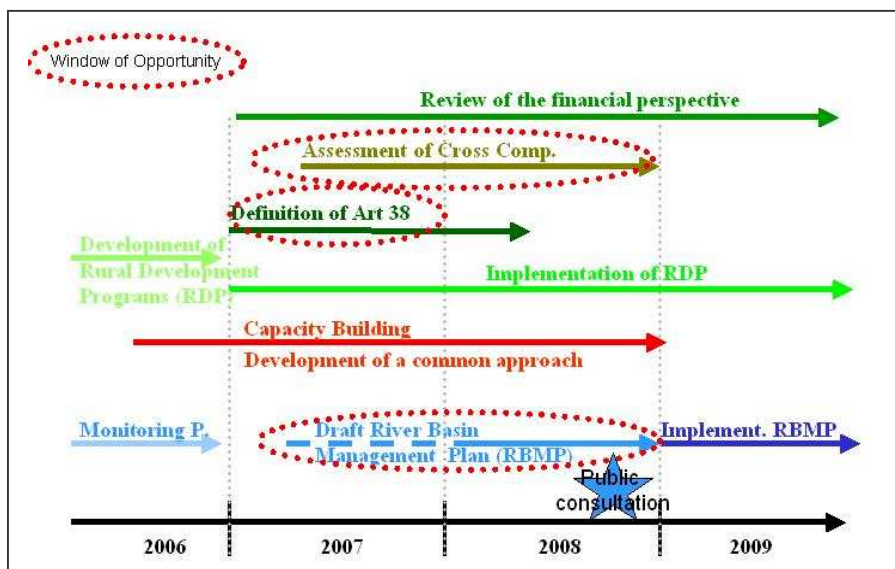 Window of Opportunity
Review of the financial perspective
Assessment of Cross Comp.
Definition of Art 38
Development of
Rural Development
Programs (RDP)
Implementation of RDP
Capacity Building
Development of a common approach
Monitoring P.
Draft River Basin
Management Plan (RBMP)
Implement. RBMP
Public
consultation
2006
2007
2008
2009